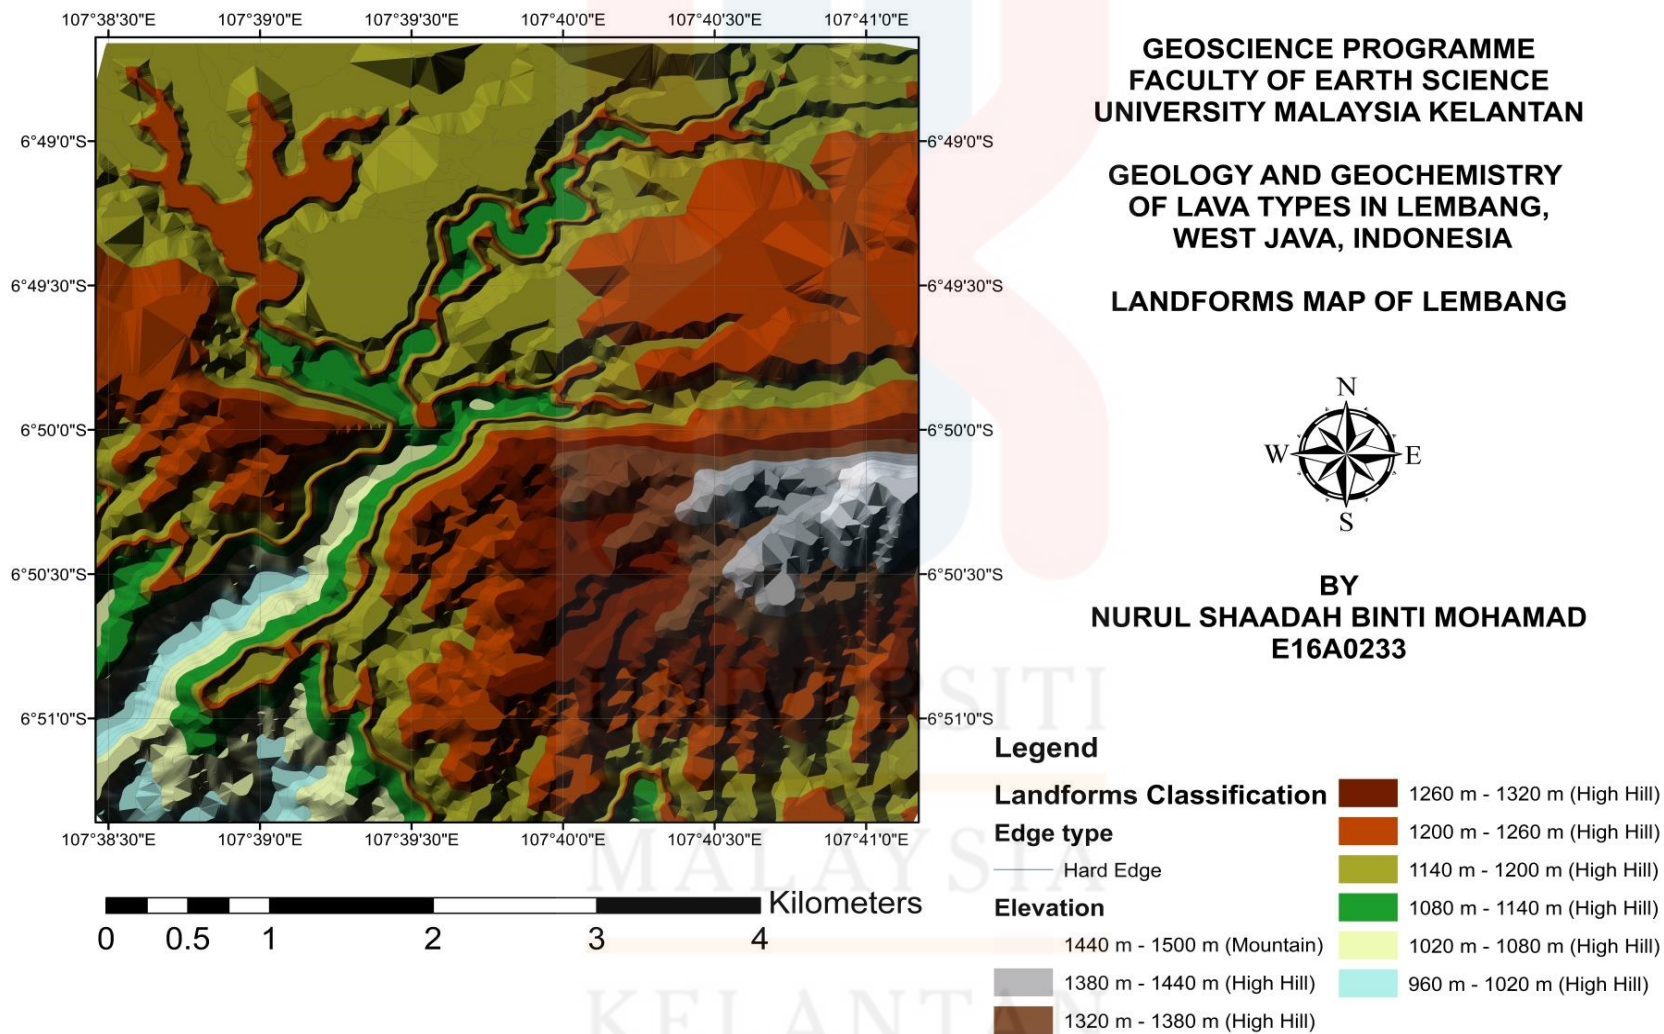 107°38'30"E 107°39'0"E 107°39'30"E 107°40'0"E 107°40'30"E 107°41'0"E
6°49'0"S 6°49'0"S
6°49'30"S 6°49'30"S
6°50'0"S 6°50'0"S
6°50'30"S 6°50'30"S
6°51'0"S 6°51'0"S
107°38'30"E 107°39'0"E 107°39'30"E 107°40'0"E 107°40'30"E 107°41'0"E
Kilometers
0 0.5 1 2 3 4
GEOSCIENCE PROGRAMME
FACULTY OF EARTH SCIENCE
UNIVERSITY MALAYSIA KELANTAN
GEOLOGY AND GEOCHEMISTRY
OF LAVA TYPES IN LEMBANG,
WEST JAVA, INDONESIA
LANDFORMS MAP OF LEMBANG
N
W E
S
BY
NURUL SHAADAH BINTI MOHAMAD
E16A0233
Legend
Landforms Classification
Edge type
Hard Edge
Elevation
1440 m - 1500 m (Mountain)
1380 m - 1440 m (High Hill)
1320 m - 1380 m (High Hill)
1260 m - 1320 m (High Hill)
1200 m - 1260 m (High Hill)
1140 m - 1200 m (High Hill)
1080 m - 1140 m (High Hill)
1020 m - 1080 m (High Hill)
960 m - 1020 m (High Hill)
UNIVERSITI
MALAYSIA
KELANTAN